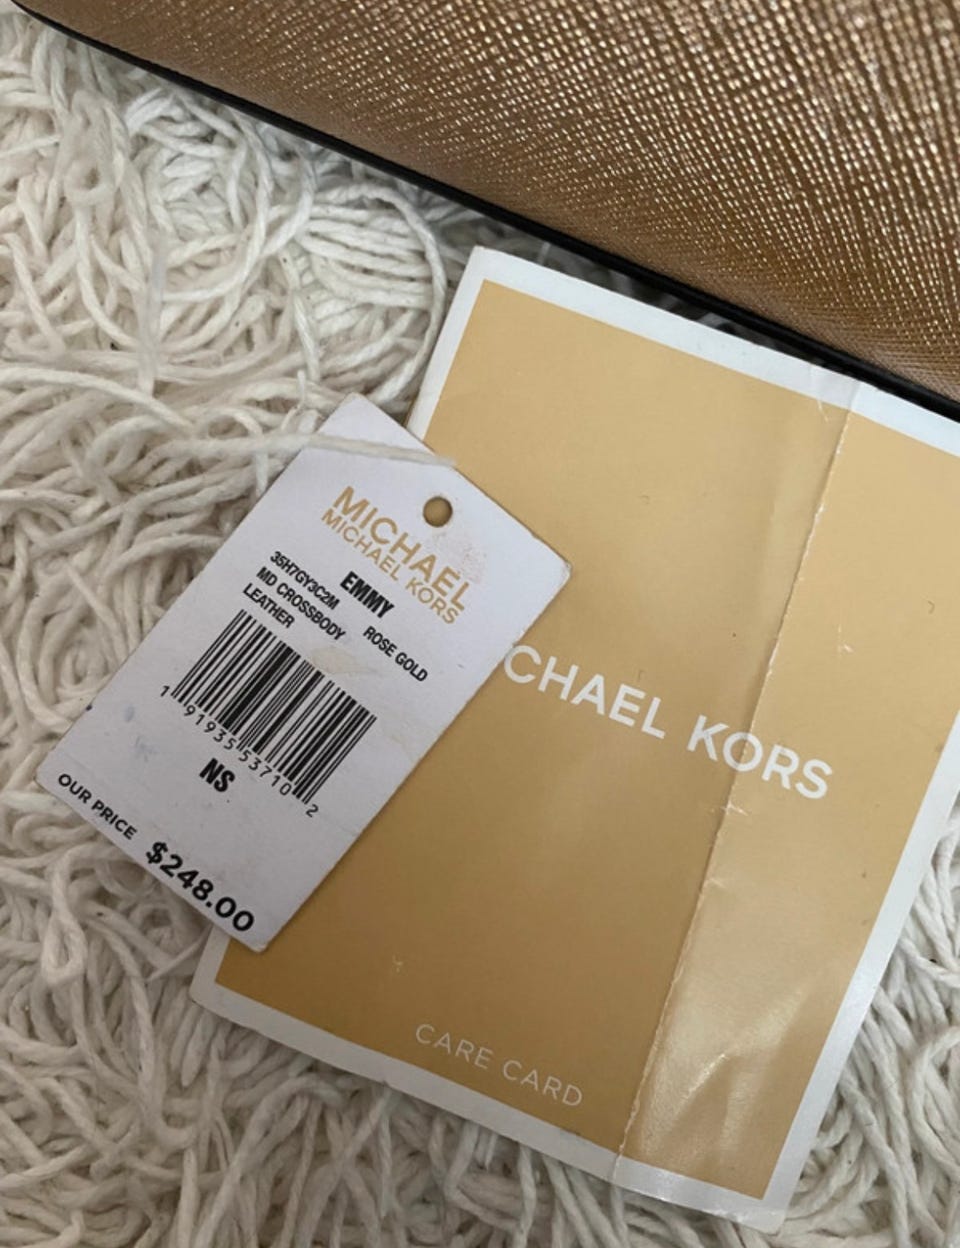 MICHAEL
MICHAEL KORS
EMMY
35H7GY3C2M
MD CROSSBODY ROSE GOLD
LEATHER
1 91935 53710 2
NS
OUR PRICE $248.00
CHAEL KORS
CARE CARD